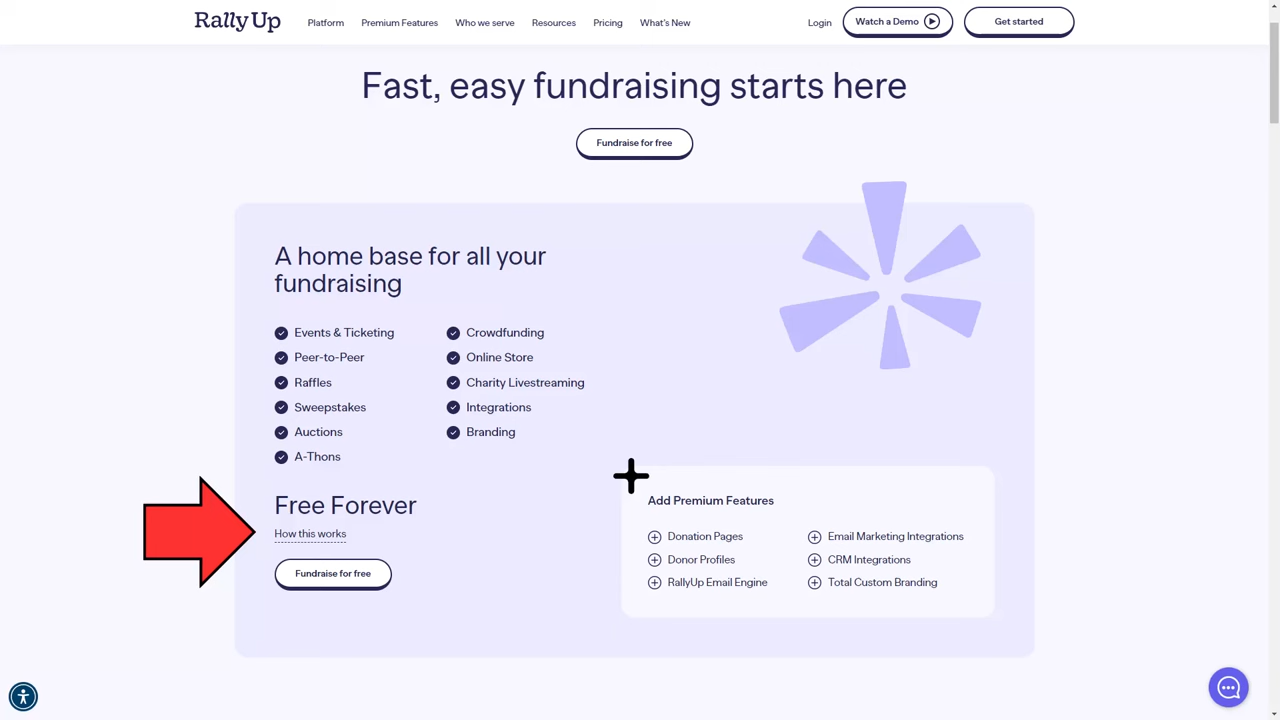 Rally Up
Platform
Premium Features
Who we serve
Resources
Pricing
What's New
Login
Watch a Demo
Get started
Fast, easy fundraising starts here
Fundraise for free
A home base for all your
fundraising
Events & Ticketing
Peer-to-Peer
Raffles
Sweepstakes
Auctions
A-Thons
Crowdfunding
Online Store
Charity Livestreaming
Integrations
Branding
Free Forever
How this works
Fundraise for free
Add Premium Features
Donation Pages
Donor Profiles
RallyUp Email Engine
Email Marketing Integrations
CRM Integrations
Total Custom Branding